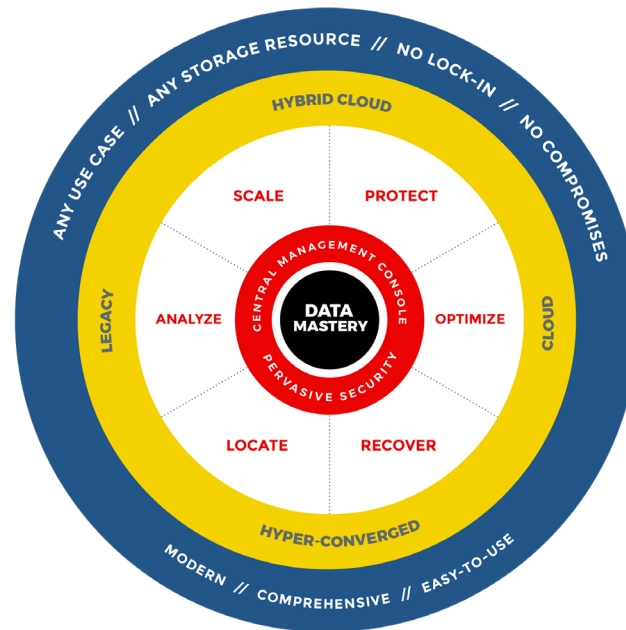 ANY USE CASE // ANY STORAGE RESOURCE // NO LOCK-IN // NO COMPROMISES
HYBRID CLOUD
SCALE
PROTECT
CENTRAL MANAGEMENT CONSOLE
LEGACY
ANALYZE
DATA
MASTERY
OPTIMIZE
CLOUD
PERVASIVE SECURITY
LOCATE
RECOVER
HYPER-CONVERGED
MODERN // COMPREHENSIVE // EASY-TO-USE